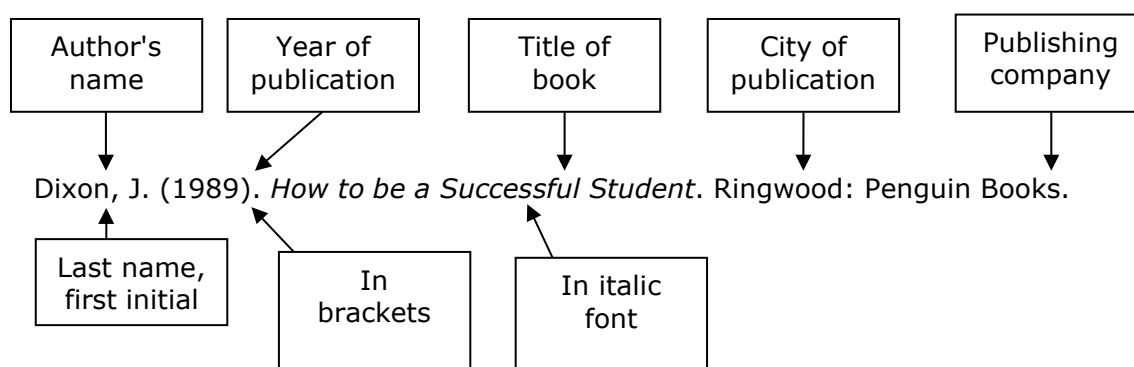 Author's
name
Year of
publication
Title of
book
City of
publication
Publishing
company
Dixon, J. (1989). How to be a Successful Student. Ringwood: Penguin Books.
Last name,
first initial
In
brackets
In italic
font